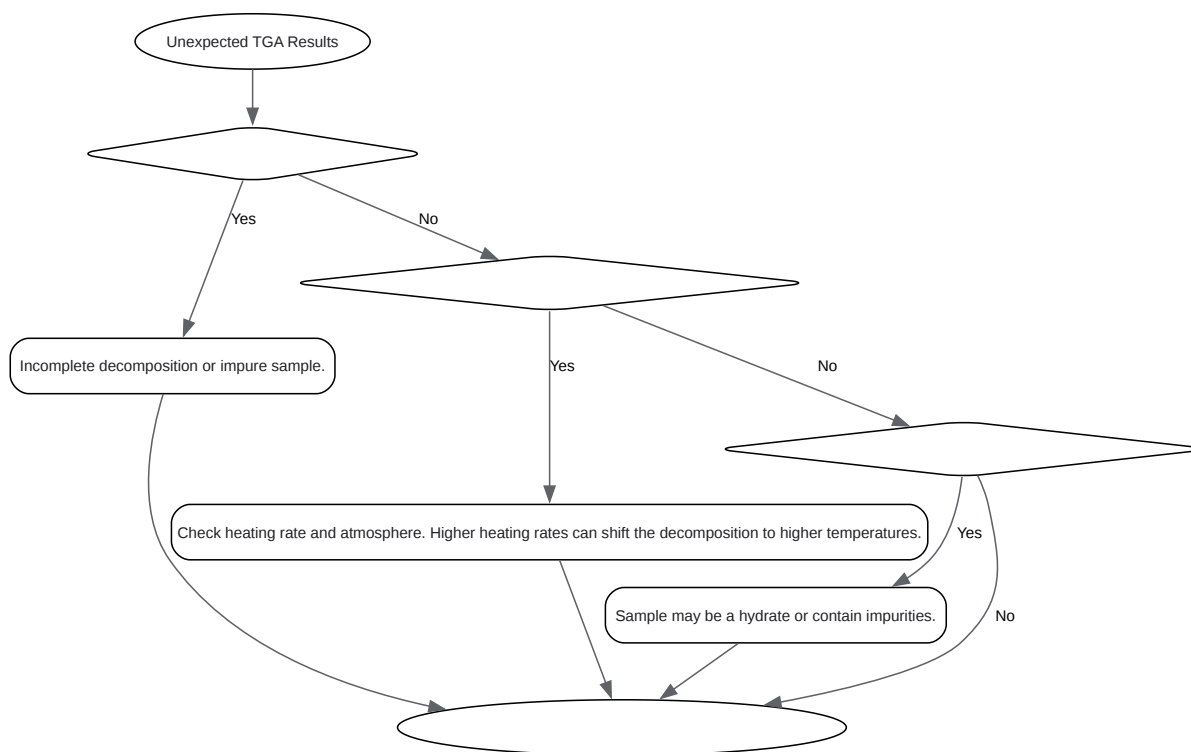 Unexpected TGA Results
Yes
No
Incomplete decomposition or impure sample.
Yes
No
Check heating rate and atmosphere. Higher heating rates can shift the decomposition to higher temperatures.
Yes
Sample may be a hydrate or contain impurities.
No